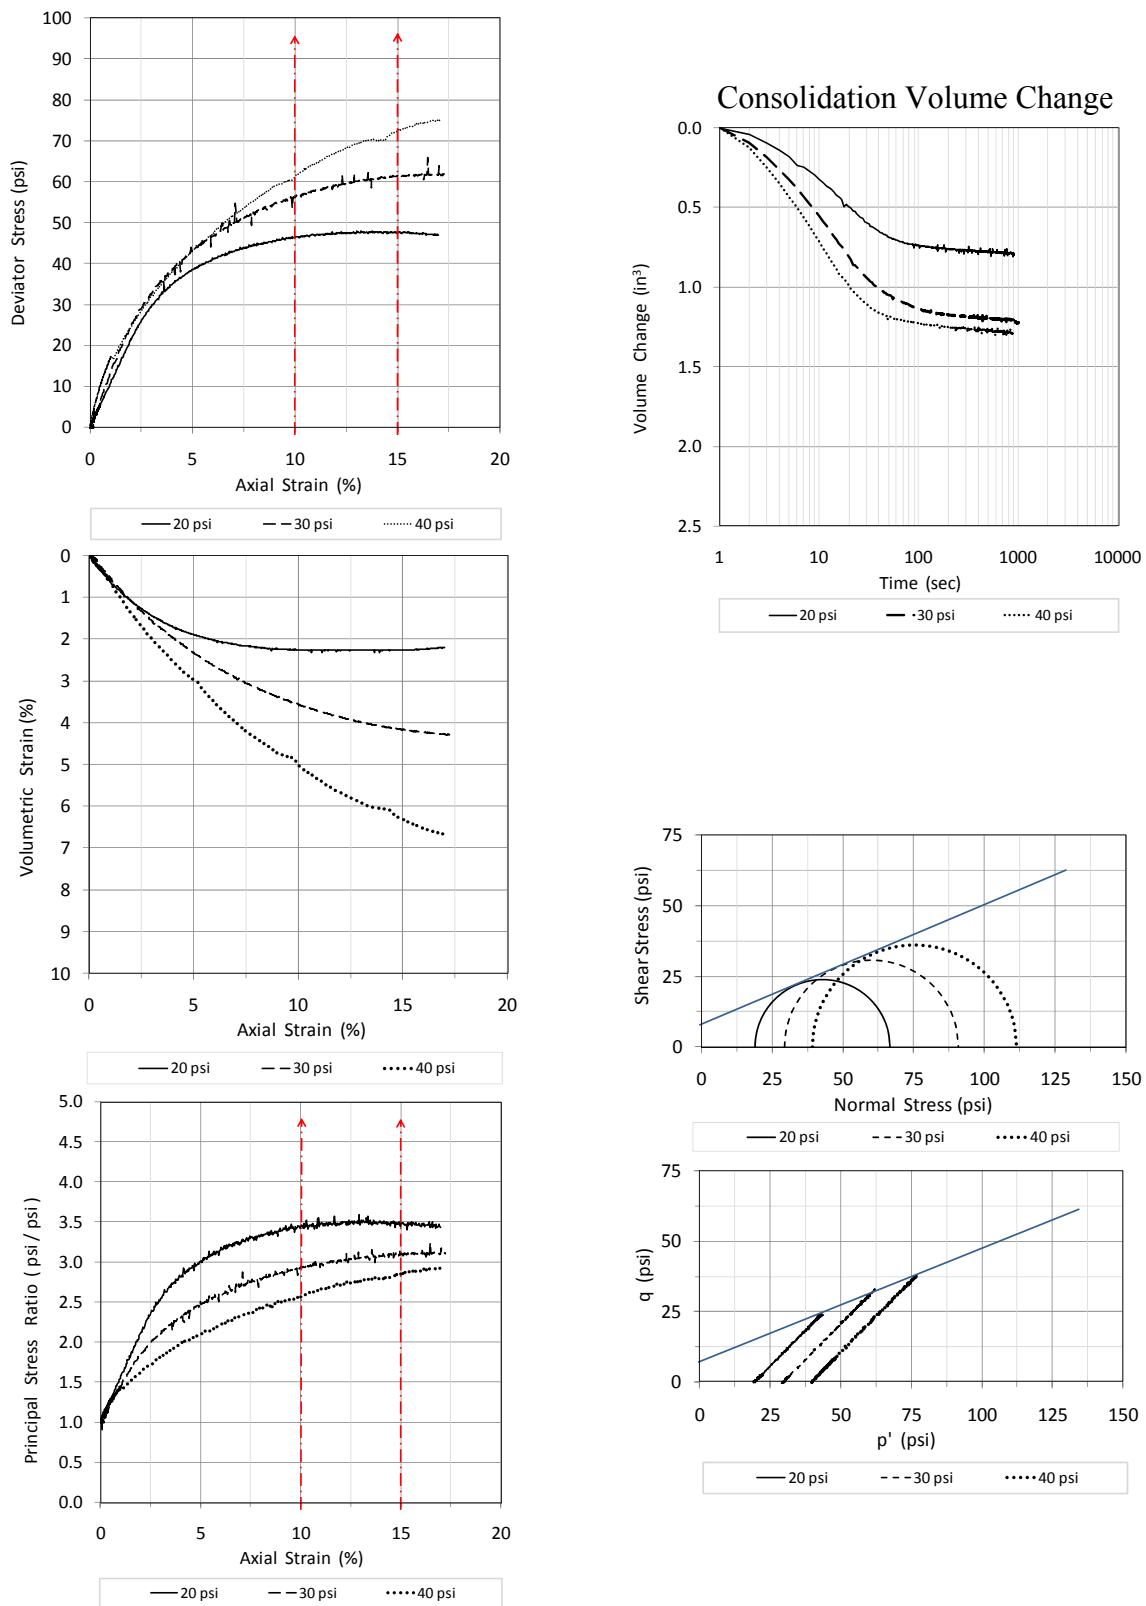 100
90
80
70
60
50
40
30
20
10
0
Deviator Stress (psi)
0 5 10 15 20
Axial Strain (%)
20 psi 30 psi 40 psi
Consolidation Volume Change
0.0
0.5
1.0
1.5
2.0
2.5
Volume Change (in³)
1 10 100 1000 10000
Time (sec)
20 psi 30 psi 40 psi
0
1
2
3
4
5
6
7
8
9
10
Volumetric Strain (%)
0 5 10 15 20
Axial Strain (%)
20 psi 30 psi 40 psi
75
50
25
0
Shear Stress (psi)
0 25 50 75 100 125 150
Normal Stress (psi)
20 psi 30 psi 40 psi
5.0
4.5
4.0
3.5
3.0
2.5
2.0
1.5
1.0
0.5
0.0
Principal Stress Ratio ( psi / psi)
0 5 10 15 20
Axial Strain (%)
20 psi 30 psi 40 psi
75
50
25
0
q (psi)
0 25 50 75 100 125 150
p' (psi)
20 psi 30 psi 40 psi